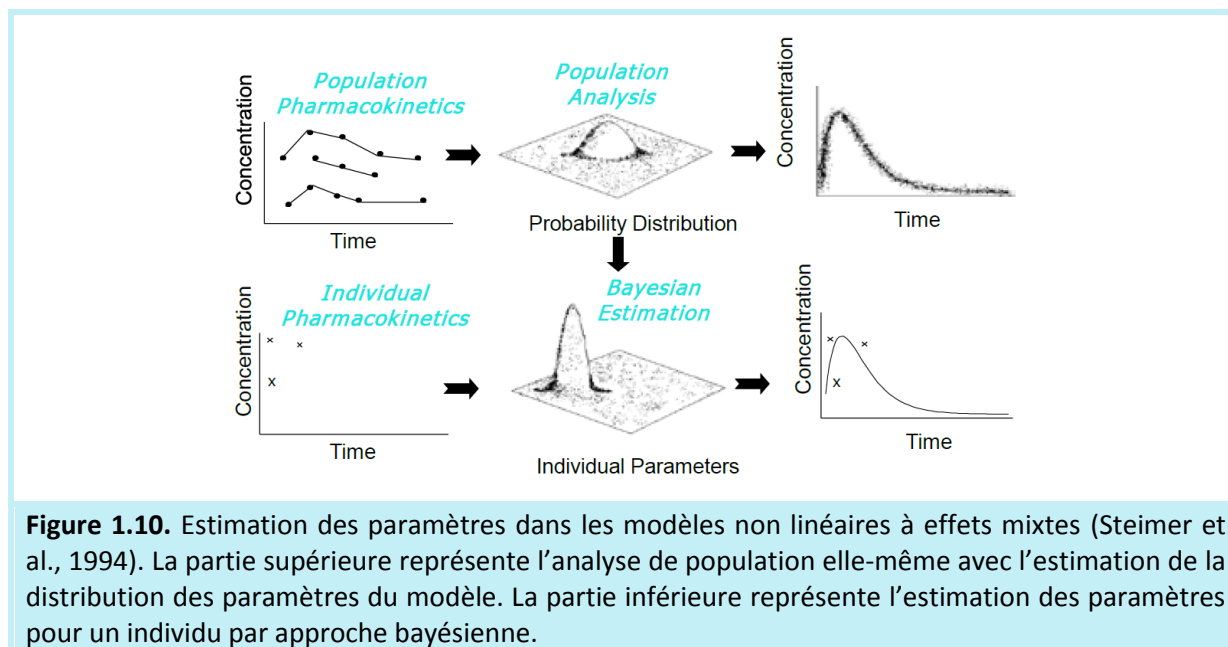 Population
Pharmacokinetics
Concentration
Time
Population
Analysis
Probability Distribution
Concentration
Time
Individual
Pharmacokinetics
Concentration
Time
Bayesian
Estimation
Individual Parameters
Concentration
Time
Figure 1.10. Estimation des paramètres dans les modèles non linéaires à effets mixtes (Steimer et
al., 1994). La partie supérieure représente l’analyse de population elle-même avec l’estimation de la
distribution des paramètres du modèle. La partie inférieure représente l’estimation des paramètres
pour un individu par approche bayésienne.